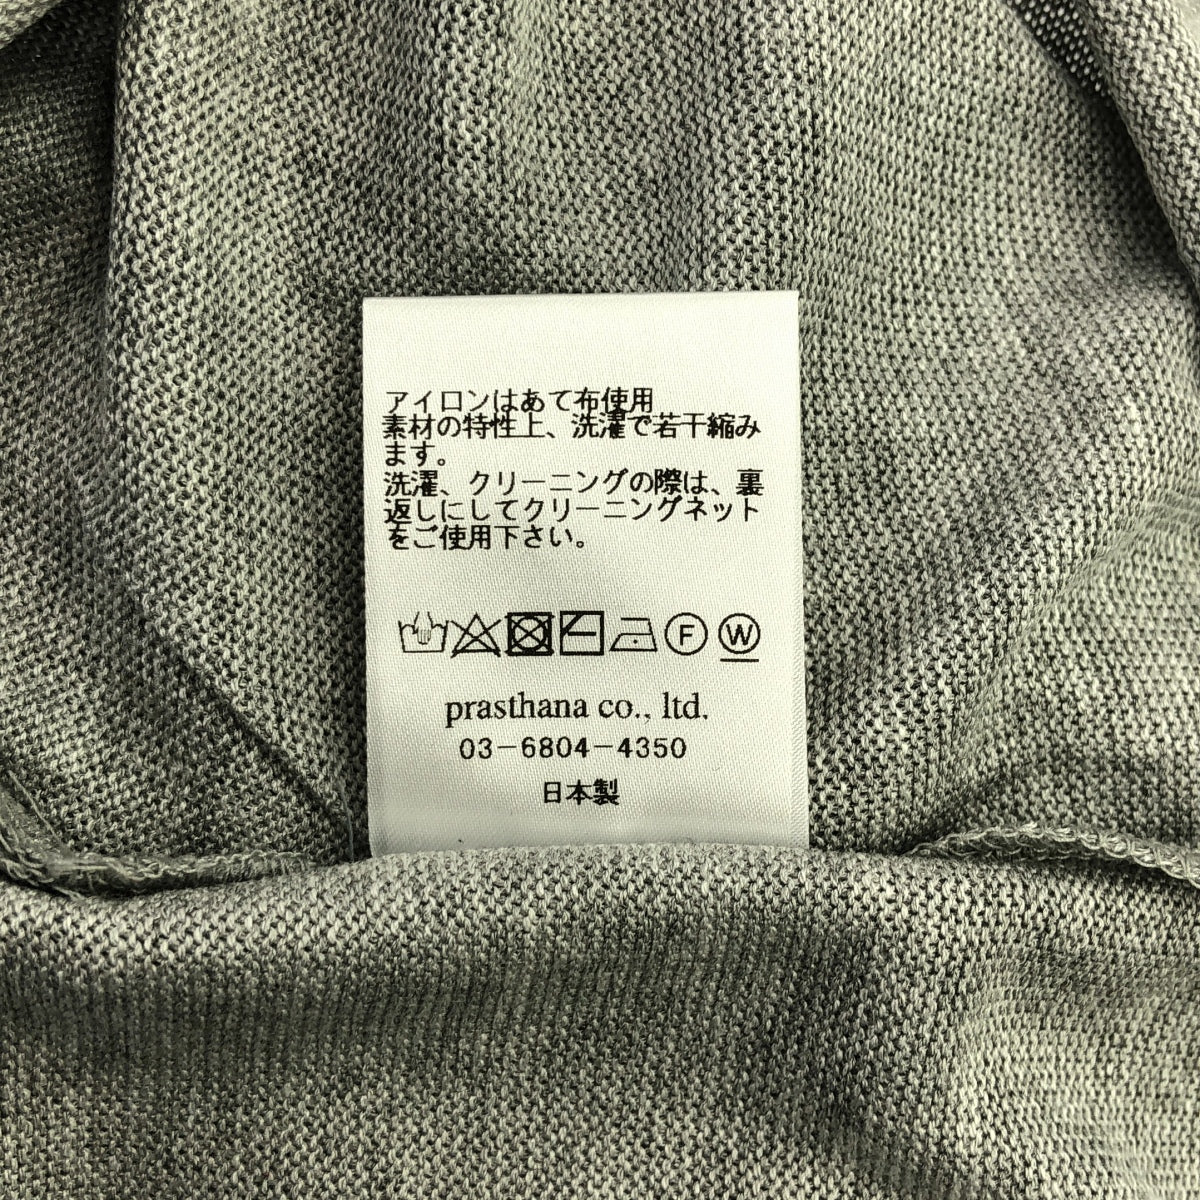 アイロンはあて布使用
素材の特性上、洗濯で若干縮み
ます。
洗濯、クリーニングの際は、裏
返しにしてクリーニングネット
をご使用下さい。
F W
prasthana co., ltd.
03-6804-4350
日本製